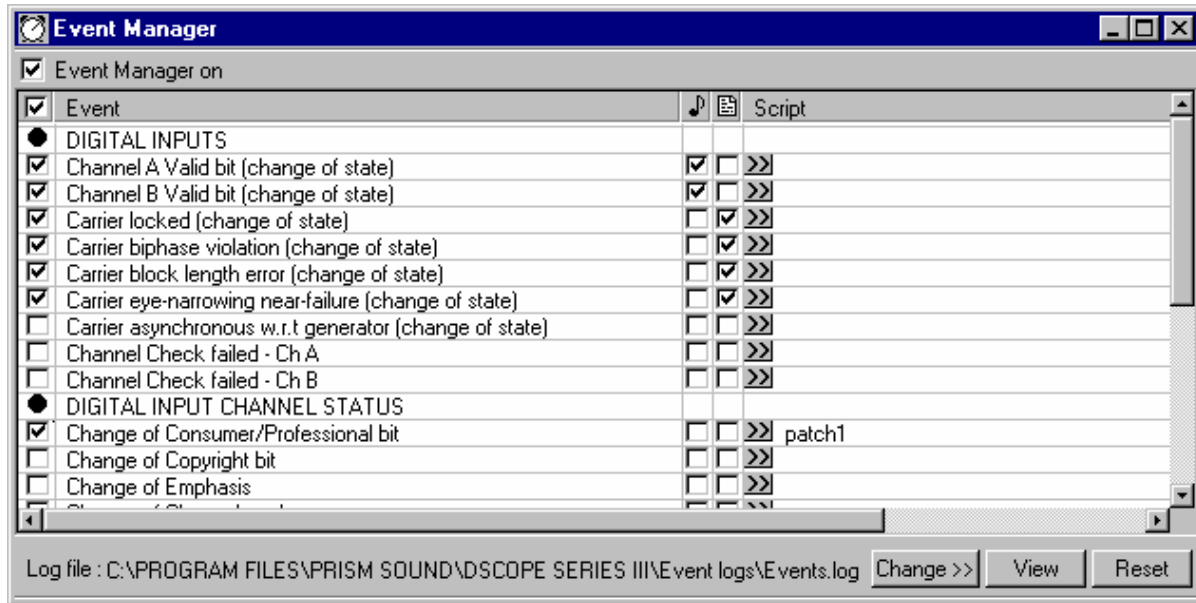 Event Manager
Event Manager on
Event Script
DIGITAL INPUTS
Channel A Valid bit (change of state) >>
Channel B Valid bit (change of state) >>
Carrier locked (change of state) >>
Carrier biphase violation (change of state) >>
Carrier block length error (change of state) >>
Carrier eye-narrowing near-failure (change of state) >>
Carrier asynchronous w.r.t generator (change of state) >>
Channel Check failed - Ch A >>
Channel Check failed - Ch B >>
DIGITAL INPUT CHANNEL STATUS
Change of Consumer/Professional bit >> patch1
Change of Copyright bit >>
Change of Emphasis >>
Log file : C:\PROGRAM FILES\PRISM SOUND\DSCOPE SERIES III\Event logs\Events.log Change >> View Reset